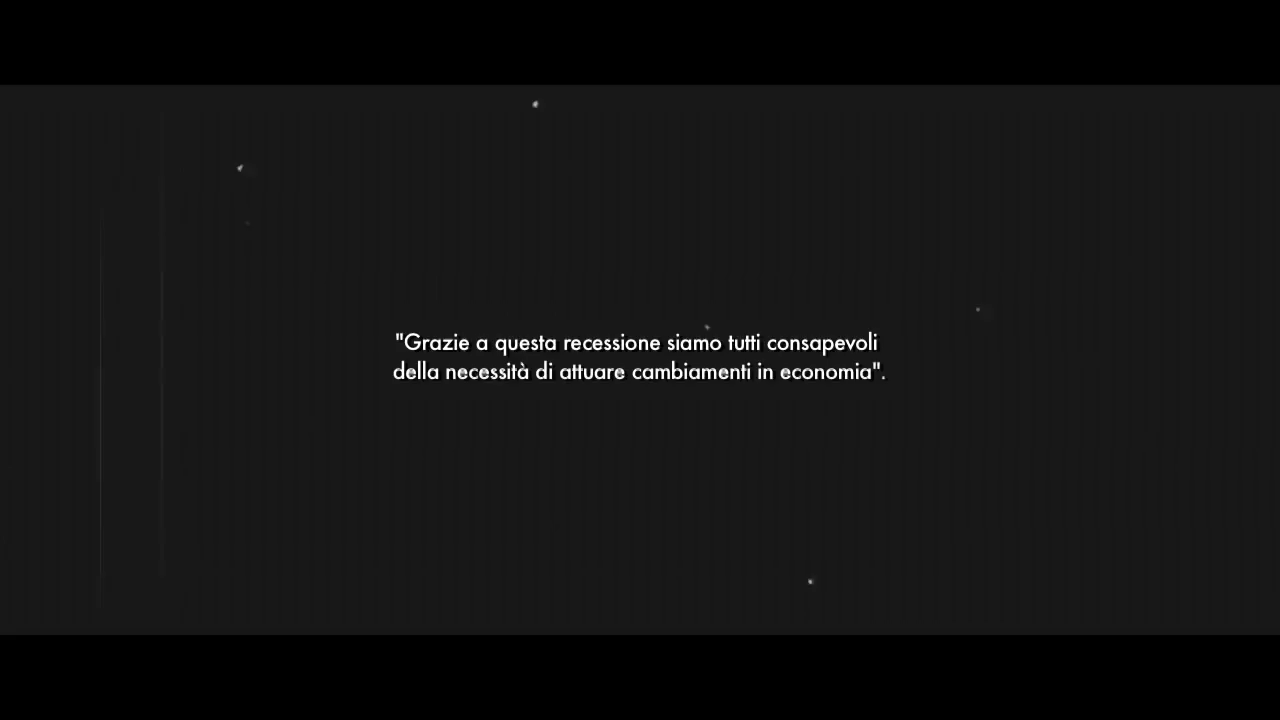 "Grazie a questa recessione siamo tutti consapevoli
della necessità di attuare cambiamenti in economia".